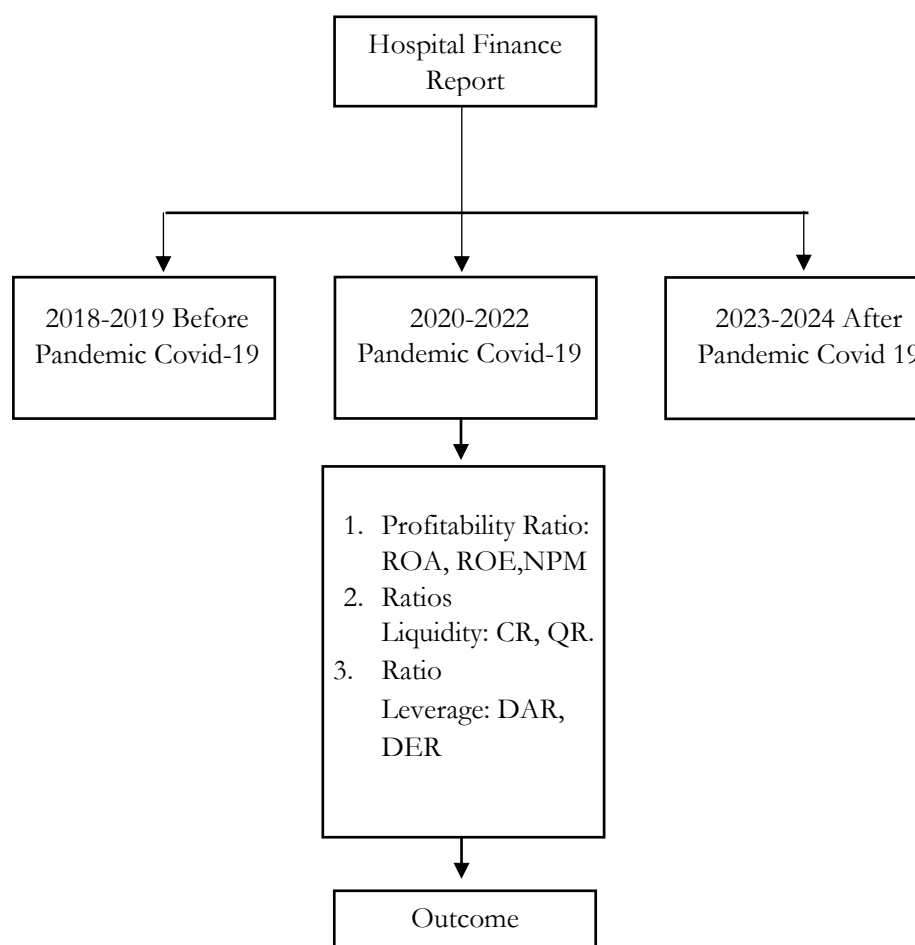 Hospital Finance
Report
2018-2019 Before
Pandemic Covid-19
2020-2022
Pandemic Covid-19
2023-2024 After
Pandemic Covid 19
1. Profitability Ratio:
ROA, ROE,NPM
2. Ratios
Liquidity: CR, QR.
3. Ratio
Leverage: DAR,
DER
Outcome